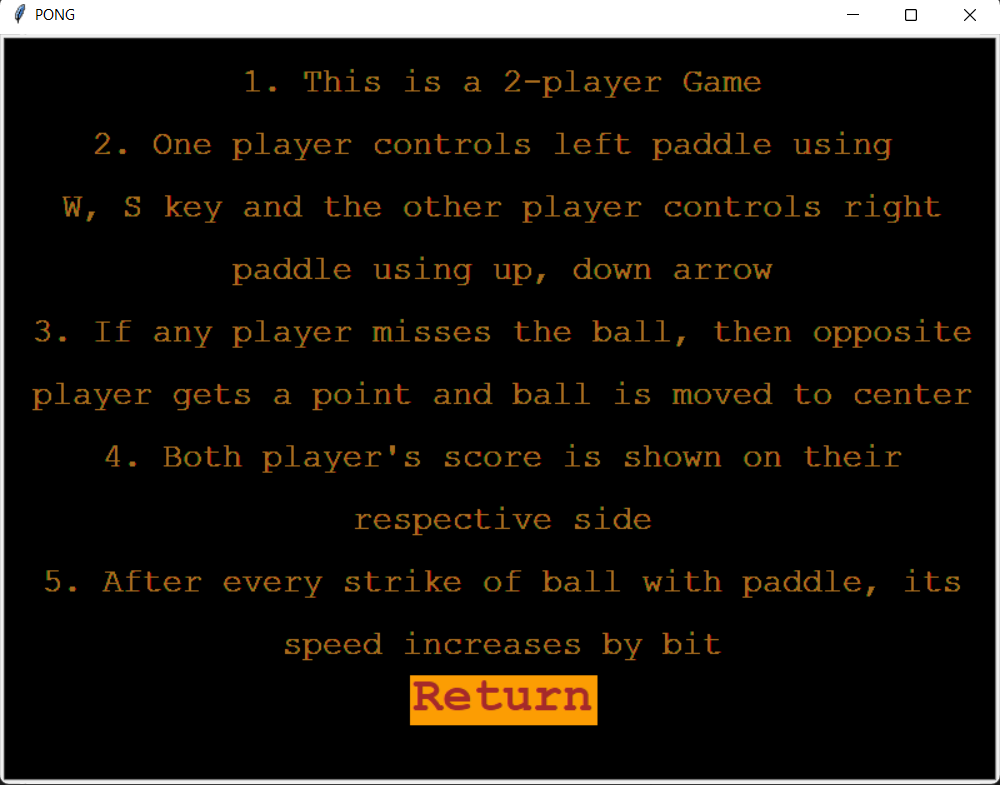 PONG
1. This is a 2-player Game
2. One player controls left paddle using
W, S key and the other player controls right
paddle using up, down arrow
3. If any player misses the ball, then opposite
player gets a point and ball is moved to center
4. Both player's score is shown on their
respective side
5. After every strike of ball with paddle, its
speed increases by bit
Return